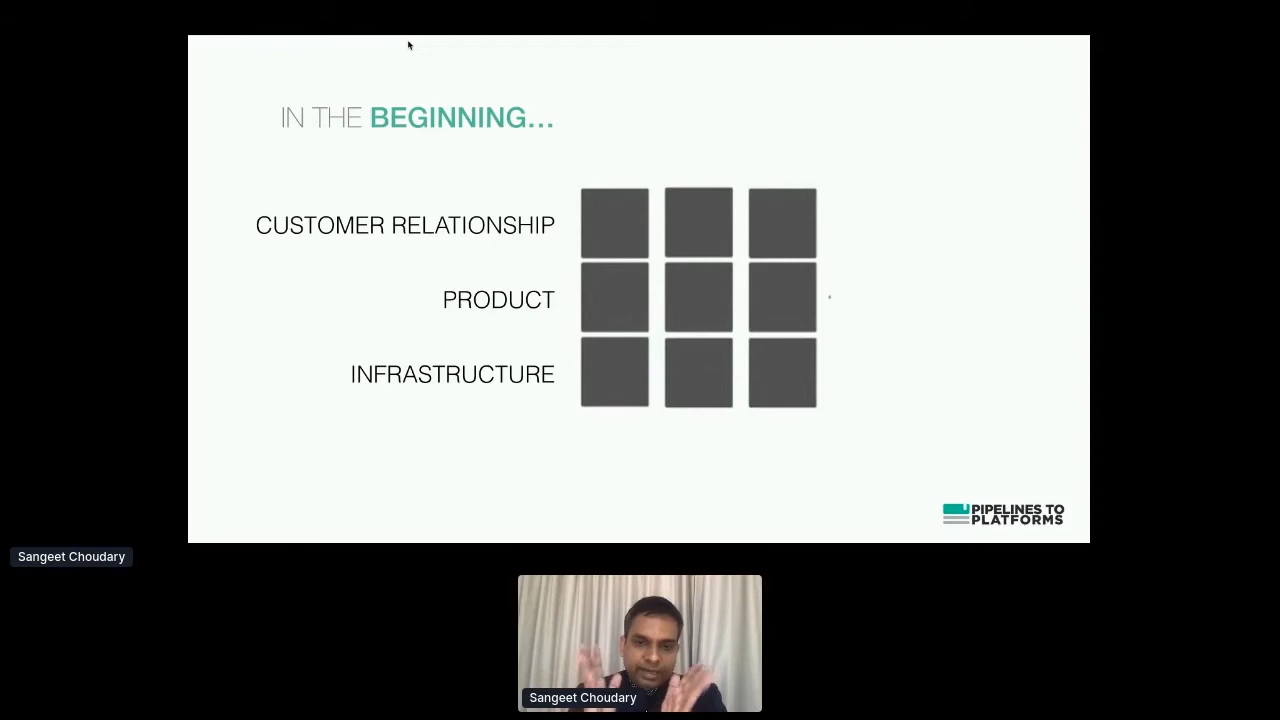 IN THE BEGINNING...
CUSTOMER RELATIONSHIP
PRODUCT
INFRASTRUCTURE
PIPELINES TO
PLATFORMS
Sangeet Choudary
Sangeet Choudary